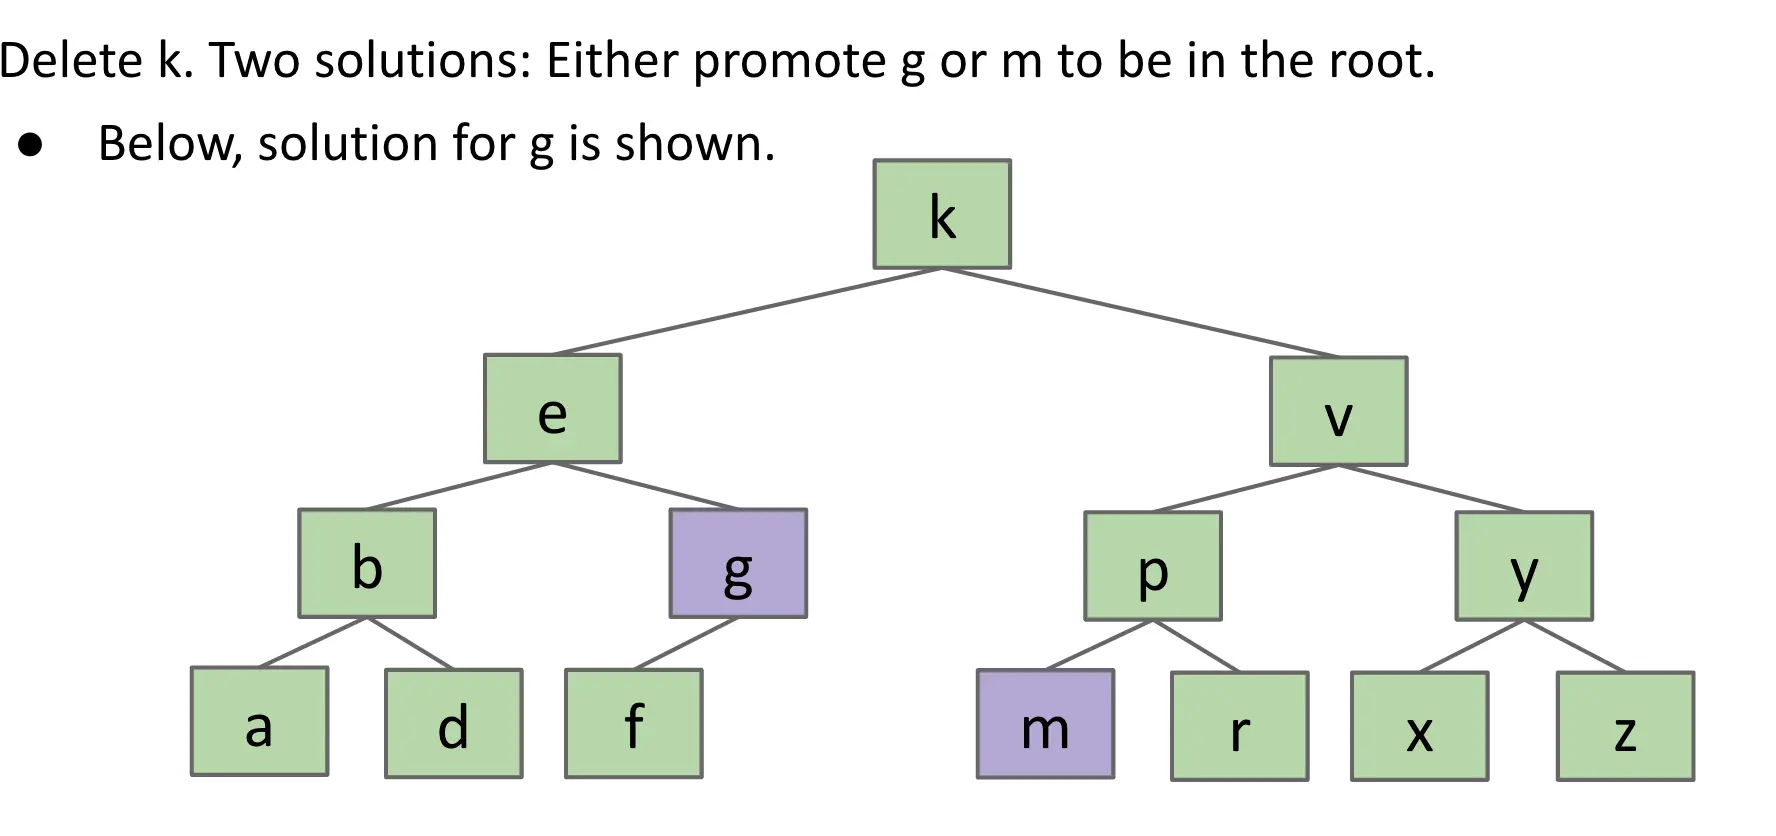 Delete k. Two solutions: Either promote g or m to be in the root.
● Below, solution for g is shown.
k
e v
b g p y
a d f m r x z